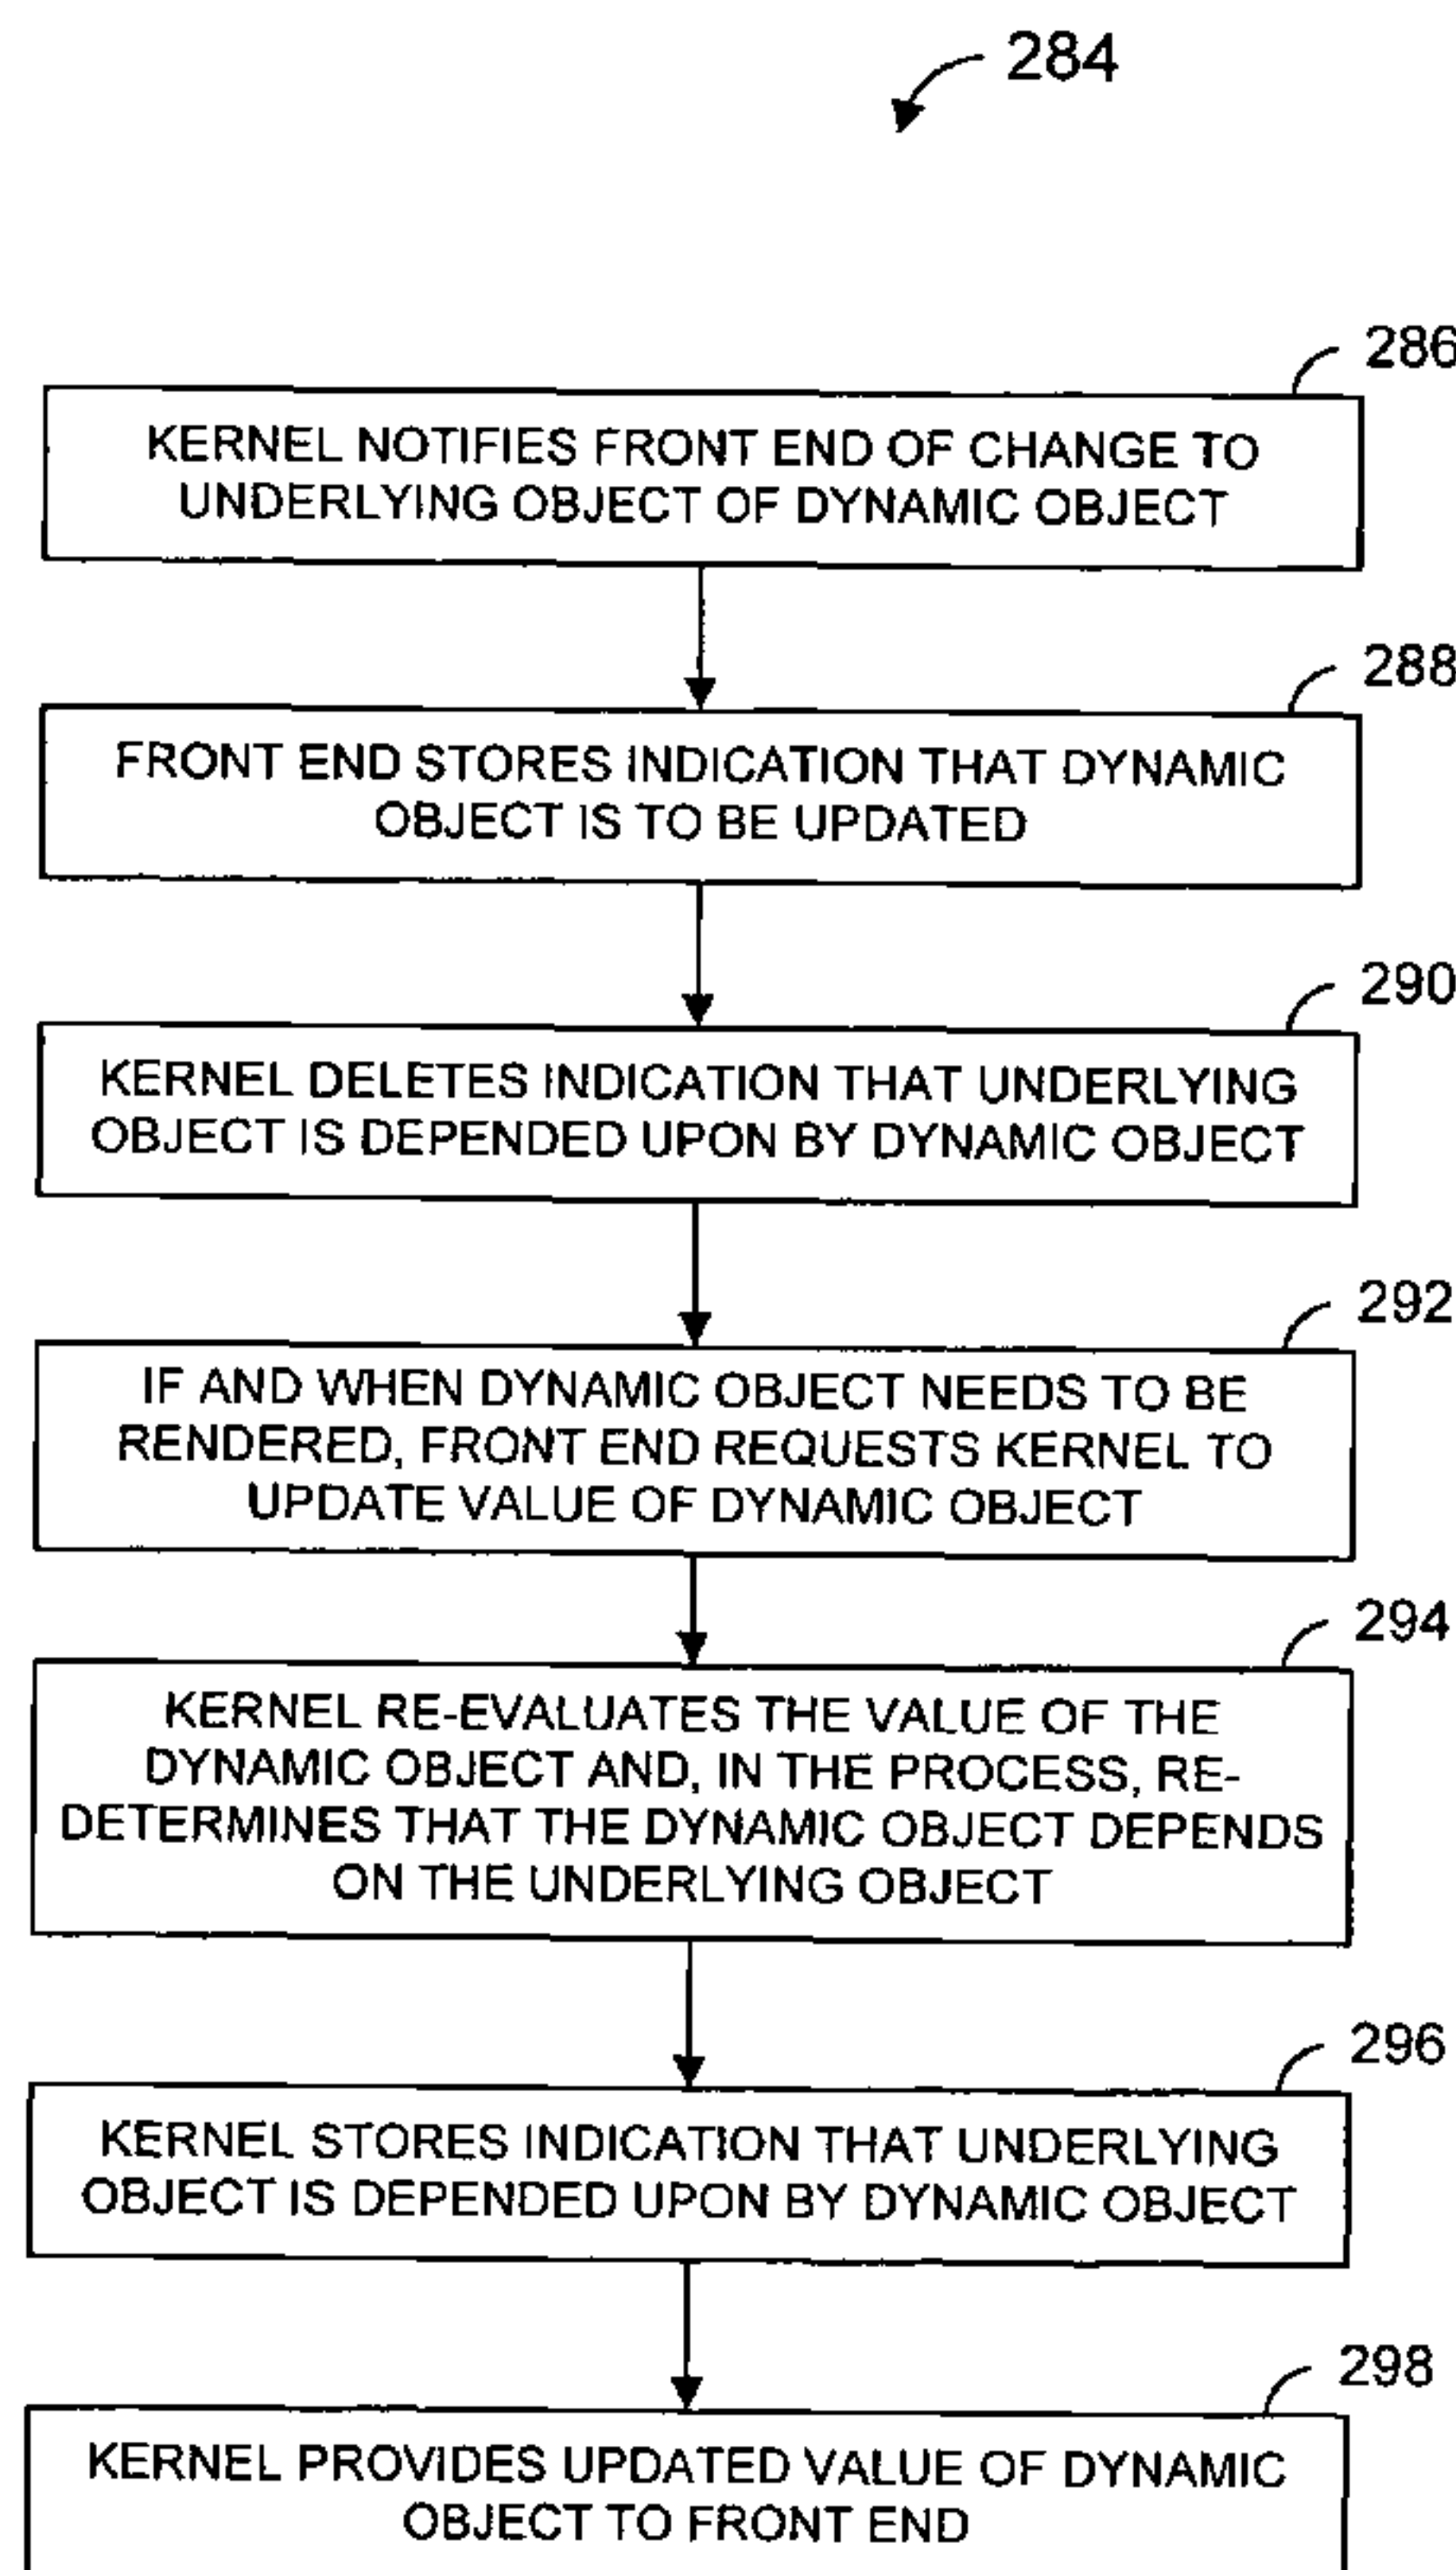 284
286
KERNEL NOTIFIES FRONT END OF CHANGE TO
UNDERLYING OBJECT OF DYNAMIC OBJECT
288
FRONT END STORES INDICATION THAT DYNAMIC
OBJECT IS TO BE UPDATED
290
KERNEL DELETES INDICATION THAT UNDERLYING
OBJECT IS DEPENDED UPON BY DYNAMIC OBJECT
292
IF AND WHEN DYNAMIC OBJECT NEEDS TO BE
RENDERED, FRONT END REQUESTS KERNEL TO
UPDATE VALUE OF DYNAMIC OBJECT
294
KERNEL RE-EVALUATES THE VALUE OF THE
DYNAMIC OBJECT AND, IN THE PROCESS, RE-
DETERMINES THAT THE DYNAMIC OBJECT DEPENDS
ON THE UNDERLYING OBJECT
296
KERNEL STORES INDICATION THAT UNDERLYING
OBJECT IS DEPENDED UPON BY DYNAMIC OBJECT
298
KERNEL PROVIDES UPDATED VALUE OF DYNAMIC
OBJECT TO FRONT END